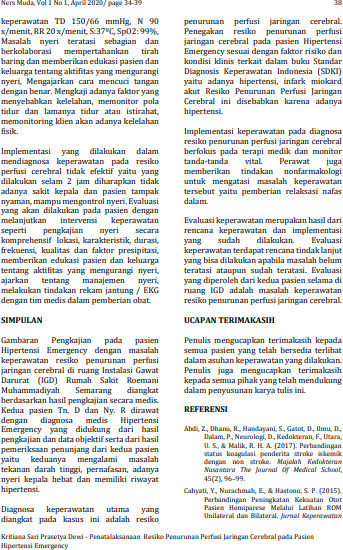 Ners Muda, Vol 1 No 1, April 2020/ page 34-39
38
keperawatan TD 150/66 mmHg, N 90
x/menit, RR 20 x/menit, S:37⁰C, SpO2: 99%,
Masalah nyeri teratasi sebagian dan
berkolaborasi mempertahankan tirah
baring dan memberikan edukasi pasien dan
keluarga tentang aktifitas yang mengurangi
nyeri, Mengajarkan cara mencuci tangan
dengan benar. Mengkaji adanya faktor yang
menyebabkan kelelahan, memonitor pola
tidur dan lamanya tidur atau istirahat,
memonitoring klien akan adanya kelelahan
fisik.
Implementasi yang dilakukan dalam
mendiagnosa keperawatan pada resiko
perfusi cerebral tidak efektif yaitu yang
dilakukan selam 2 jam diharapkan tidak
adanya sakit kepala dan pasien tampak
nyaman, mampu mengontrol nyeri. Evaluasi
yang akan dilakukan pada pasien dengan
melanjutkan intervensi keperawatan
seperti pengkajian nyeri secara
komprehensif lokasi, karakteristik, durasi,
frekuensi, kualitas dan faktor presipitasi,
memberikan edukasi pasien dan keluarga
tentang aktifitas yang mengurangi nyeri,
ajarkan tentang manajemen nyeri,
melakukan tindakan rekam jantung / EKG
dengan tim medis dalam pemberian obat.
SIMPULAN
Gambaran Pengkajian pada pasien
Hipertensi Emergency dengan masalah
keperawatan resiko penurunan perfusi
jaringan cerebral di ruang Instalasi Gawat
Darurat (IGD) Rumah Sakit Roemani
Muhammadiyah Semarang diangkat
berdasarkan hasil pengkajian secara medis.
Kedua pasien Tn. D dan Ny. R dirawat
dengan diagnosa medis Hipertensi
Emergency yang didukung dari hasil
pengkajian dan data objektif serta dari hasil
pemeriksaan penunjang dari kedua pasien
yaitu keduanya mengalami masalah
tekanan darah tinggi, pernafasan, adanya
nyeri kepala hebat dan memiliki riwayat
hipertensi.
Diagnosa keperawatan utama yang
diangkat pada kasus ini adalah resiko
penurunan perfusi jaringan cerebral.
Penegakan resiko penurunan perfusi
jaringan cerebral pada pasien Hipertensi
Emergency sesuai dengan faktor risiko dan
kondisi klinis terkait dalam buku Standar
Diagnosis Keperawatan Indonesia (SDKI)
yaitu adanya hipertensi, infark miokard
akut Resiko Penurunan Perfusi Jaringan
Cerebral ini disebabkan karena adanya
hipertensi.
Implementasi keperawatan pada diagnosa
resiko penurunan perfusi jaringan cerebral
berfokus pada terapi medik dan monitor
tanda-tanda vital. Perawat juga
memberikan tindakan nonfarmakologi
untuk mengatasi masalah keperawatan
tersebut yaitu pemberian relaksasi nafas
dalam.
Evaluasi keperawatan merupakan hasil dari
rencana keperawatan dan implementasi
yang sudah dilakukan. Evaluasi
keperawatan terdapat rencana tindak lanjut
yang bisa dilakukan apabila masalah belum
teratasi ataupun sudah teratasi. Evaluasi
yang diperoleh dari kedua pasien selama di
ruang IGD adalah masalah keperawatan
resiko penurunan perfusi jaringan cerebral.
UCAPAN TERIMAKASIH
Penulis mengucapkan terimakasih kepada
semua pasien yang telah bersedia terlibat
dalam asuhan keperawatan yang dilakukan.
Penulis juga mengucapkan terimakasih
kepada semua pihak yang telah mendukung
dalam penyusunan karya tulis ini.
REFERENSI
Abdi, Z., Dhanu, R., Handayani, S., Gatot, D., Ilmu, D.,
Dalam, P., Neurologi, D., Kedokteran, F., Utara,
U. S., & Malik, R. H. A. (2017). Perbandingan
status koagulasi penderita stroke iskemik
dengan non stroke. Majalah Kedokteran
Nusantara The Journal Of Medical School,
45(2), 96–99.
Cahyati, Y., Nurachmah, E., & Hastono, S. P. (2015).
Perbandingan Peningkatan Kekuatan Otot
Pasien Hemiparese Melalui Latihan ROM
Unilateral dan Bilateral. Jurnal Keperawatan
Kritiana Sari Prasetya Dewi - Penatalaksanaan Resiko Penurunan Perfusi Jaringan Cerebral pada Pasien
Hipertensi Emergency